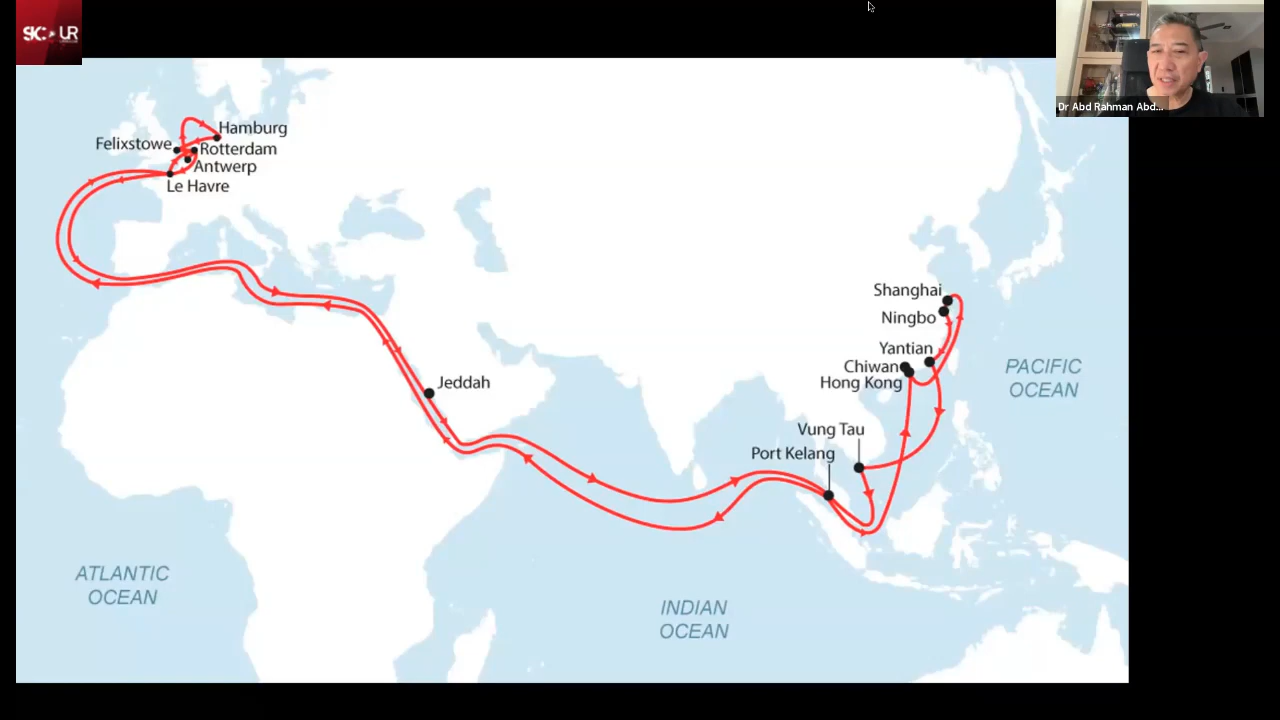 SK UR
Dr Abd Rahman Abd...
Hamburg
Felixstowe
Rotterdam
Antwerp
Le Havre
Shanghai
Ningbo
Yantian
Chiwan
Hong Kong
PACIFIC
OCEAN
Jeddah
Vung Tau
Port Kelang
ATLANTIC
OCEAN
INDIAN
OCEAN